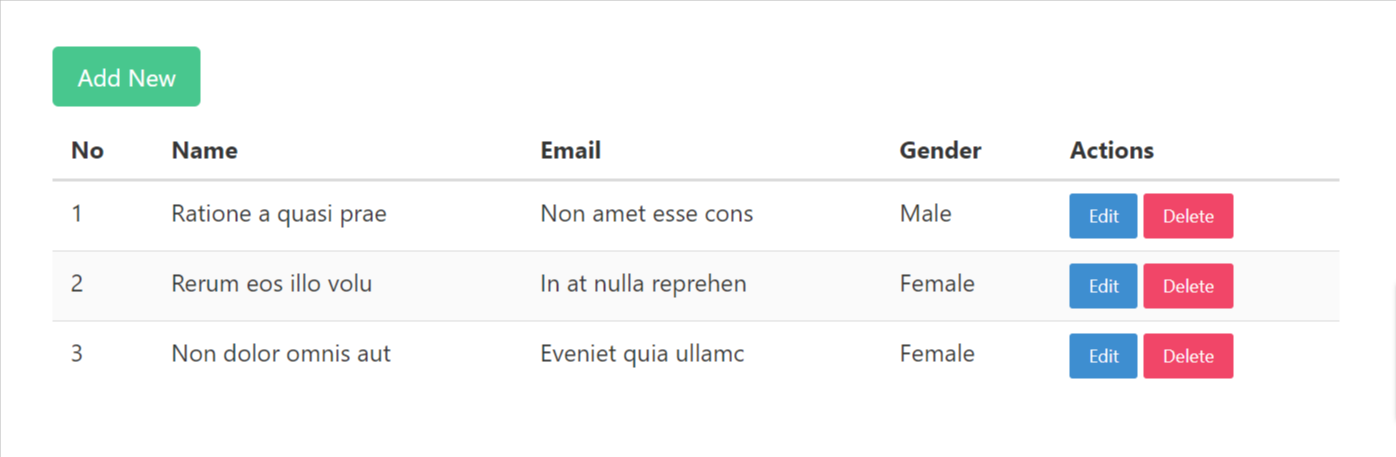 Add New
No Name Email Gender Actions
1 Ratione a quasi prae Non amet esse cons Male Edit Delete
2 Rerum eos illo volu In at nulla reprehen Female Edit Delete
3 Non dolor omnis aut Eveniet quia ullamc Female Edit Delete